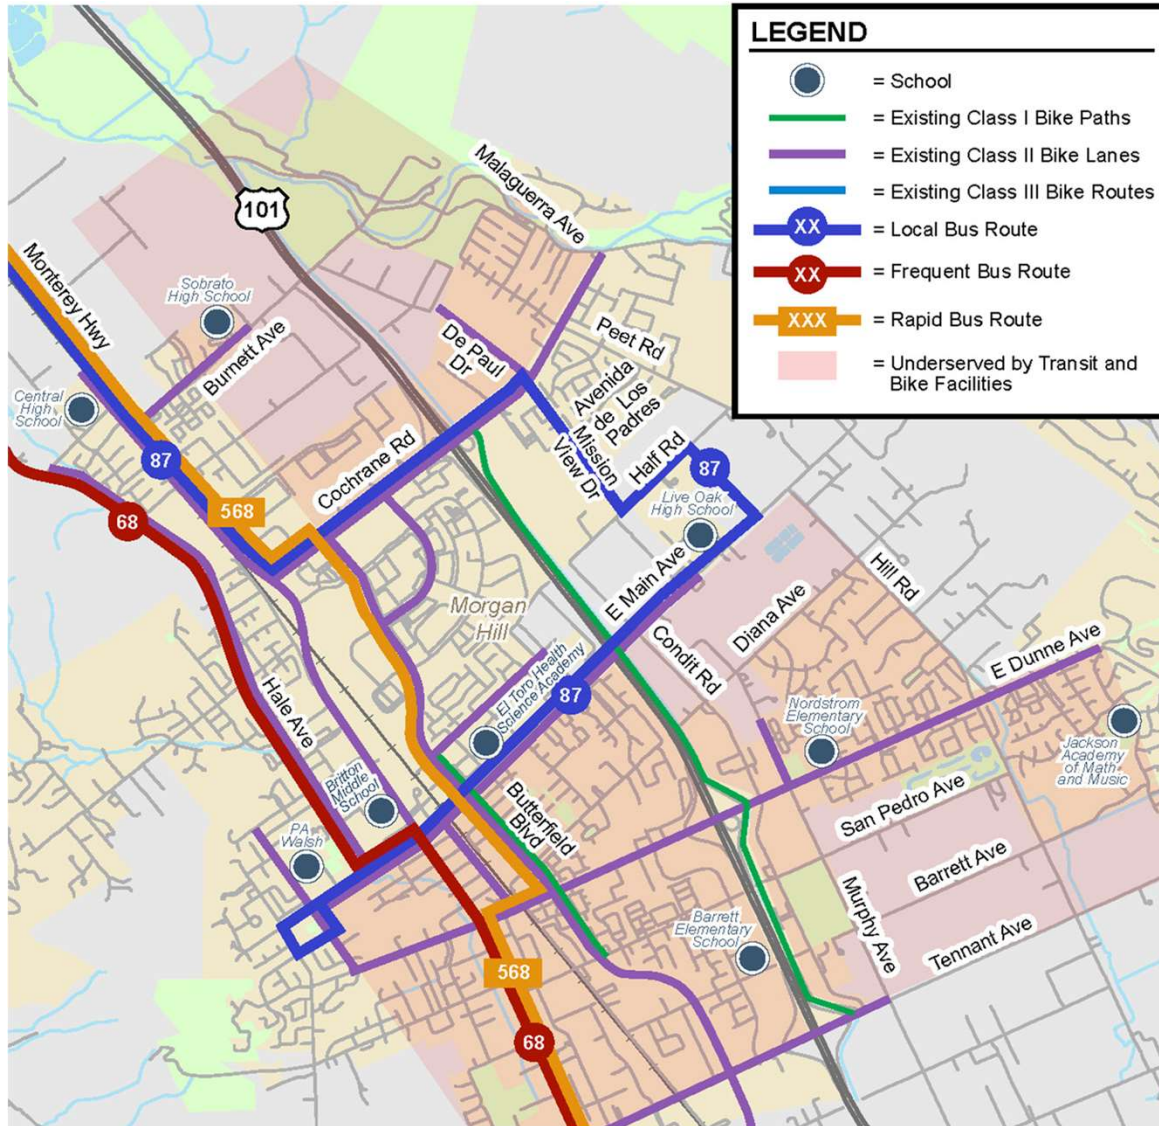 LEGEND
= School
= Existing Class I Bike Paths
= Existing Class II Bike Lanes
= Existing Class III Bike Routes
XX
= Local Bus Route
XX
= Frequent Bus Route
XXX
= Rapid Bus Route
= Underserved by Transit and
Bike Facilities
Malaguerra Ave
101
Monterey Hwy
Sobrato
High School
Burnett Ave
De Paul
Dr
Peet Rd
Avenida
de Los
Padres
Central
High
School
Mission
View Dr
Half Rd
87
87
Cochrane Rd
568
68
Live Oak
High School
E Main Ave
Hill Rd
Morgan
Hill
Diana Ave
Condit Rd
E Dunne Ave
El Toro Health
Science Academy
87
Hale Ave
Nordstrom
Elementary
School
Jackson
Academy
of Math
and Music
Britton
Middle
School
Butterfield
Blvd
San Pedro Ave
PA
Walsh
Barrett Ave
Murphy Ave
Barrett
Elementary
School
Tennant Ave
568
68